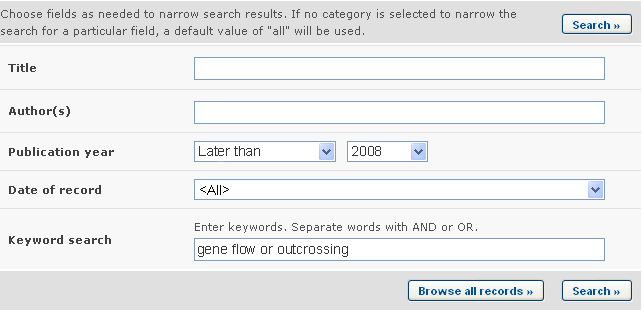 Choose fields as needed to narrow search results. If no category is selected to narrow the
search for a particular field, a default value of "all" will be used.
Search »
Title
Author(s)
Publication year Later than 2008
Date of record <All>
Enter keywords. Separate words with AND or OR.
Keyword search gene flow or outcrossing
Browse all records » Search »